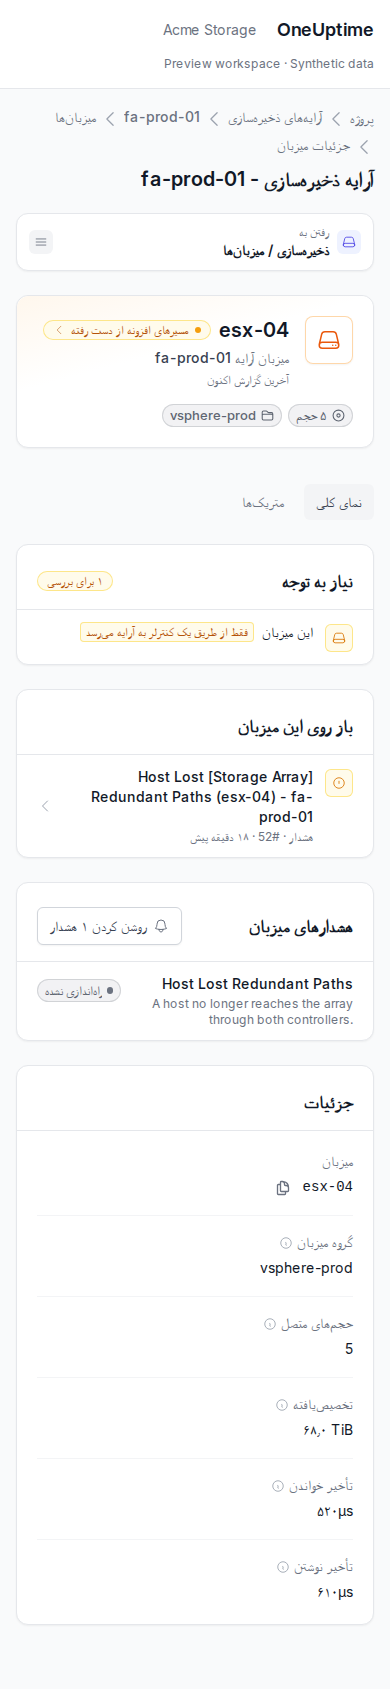 OneUptime Acme Storage
Preview workspace · Synthetic data
پروژه
آرایه‌های ذخیره‌سازی
fa-prod-01
میزبان‌ها
جزئیات میزبان
آرایه ذخیره‌سازی - fa-prod-01
رفتن به
ذخیره‌سازی / میزبان‌ها
esx-04
مسیرهای افزونه از دست رفته
میزبان آرایه fa-prod-01
آخرین گزارش اکنون
۵ حجم
vsphere-prod
نمای کلی
متریک‌ها
نیاز به توجه
۱ برای بررسی
این میزبان
فقط از طریق یک کنترلر به آرایه می‌رسد
باز روی این میزبان
Host Lost [Storage Array]
Redundant Paths (esx-04) - fa-
prod-01
هشدار · #52 · ۱۸ دقیقه پیش
هشدارهای میزبان
روشن کردن ۱ هشدار
Host Lost Redundant Paths
راه‌اندازی نشده
A host no longer reaches the array
through both controllers.
جزئیات
میزبان
esx-04
گروه میزبان
vsphere-prod
حجم‌های متصل
5
تخصیص‌یافته
۶۸٫۰ TiB
تأخیر خواندن
۵۲۰µs
تأخیر نوشتن
۶۱۰µs